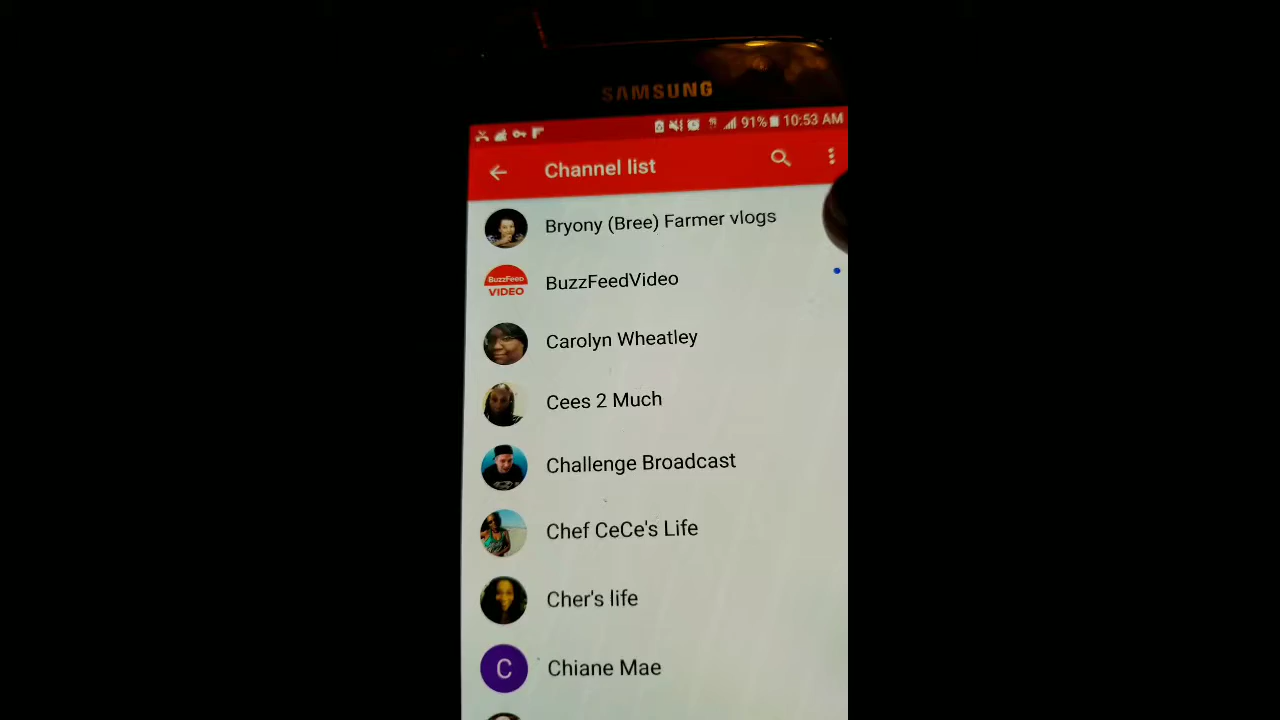 SAMSUNG
91% 10:53 AM
Channel list
Bryony (Bree) Farmer vlogs
BuzzFeed
VIDEO
BuzzFeedVideo
Carolyn Wheatley
Cees 2 Much
Challenge Broadcast
Chef CeCe's Life
Cher's life
C
Chiane Mae